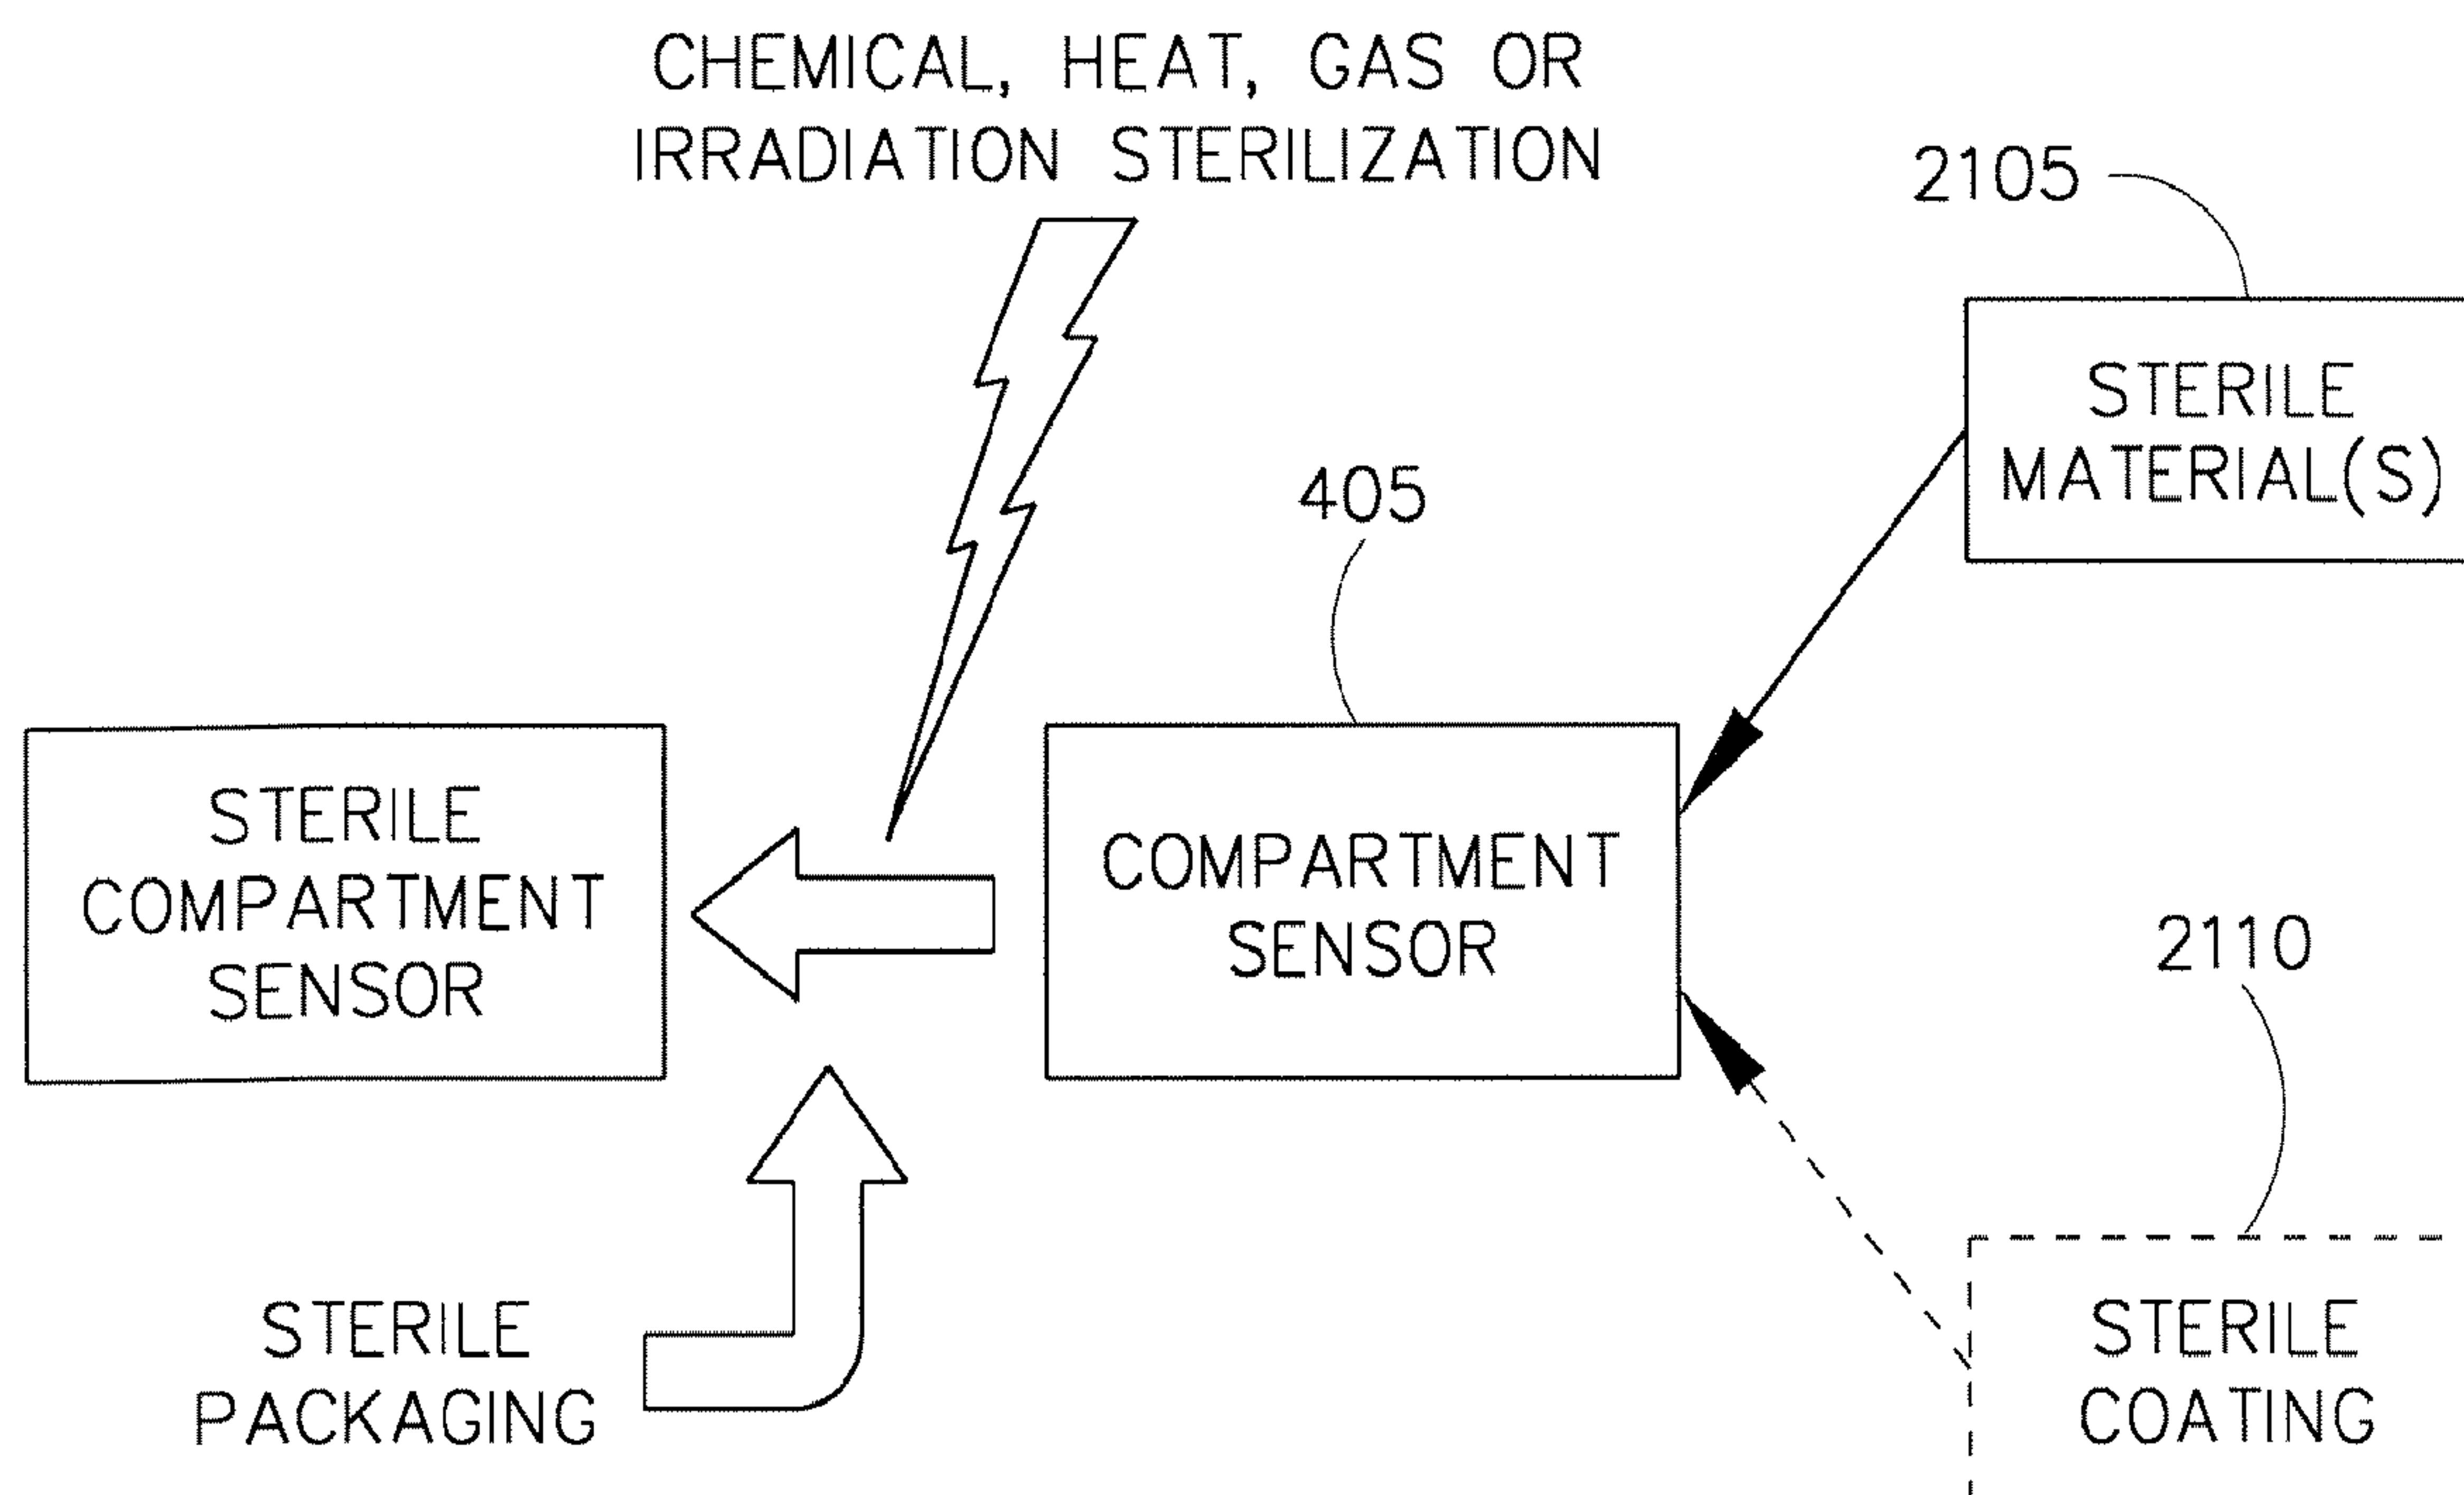 CHEMICAL, HEAT, GAS OR
IRRADIATION STERILIZATION
2105
STERILE
MATERIAL(S)
405
STERILE
COMPARTMENT
SENSOR
COMPARTMENT
SENSOR
2110
STERILE
PACKAGING
STERILE
COATING